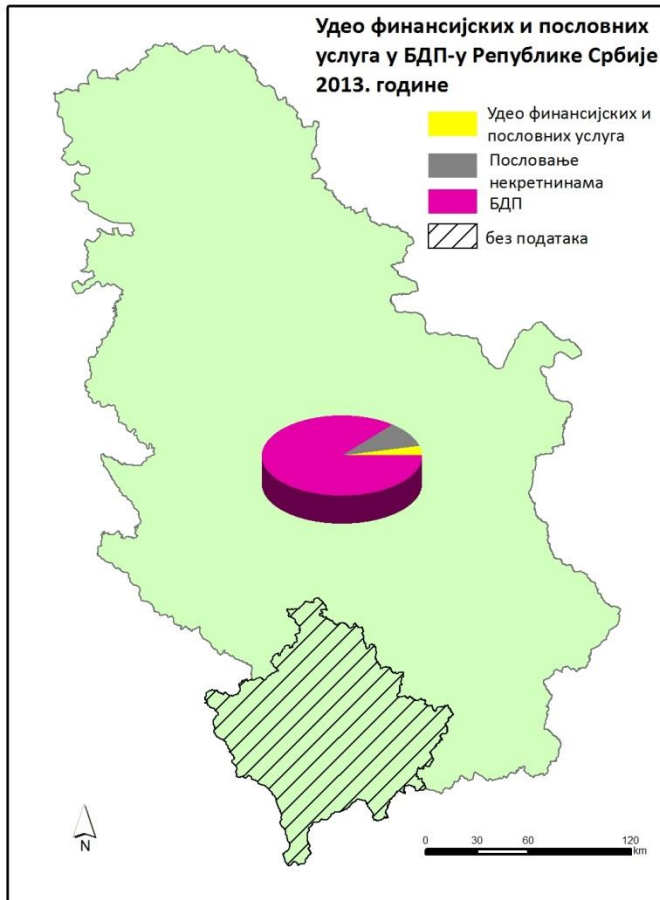 Удео финансијских и пословних
услуга у БДП-у Републике Србије
2013. године
Удео финансијских и
пословних услуга
Пословање
некретнинама
БДП
без података
N
0 30 60 120
km